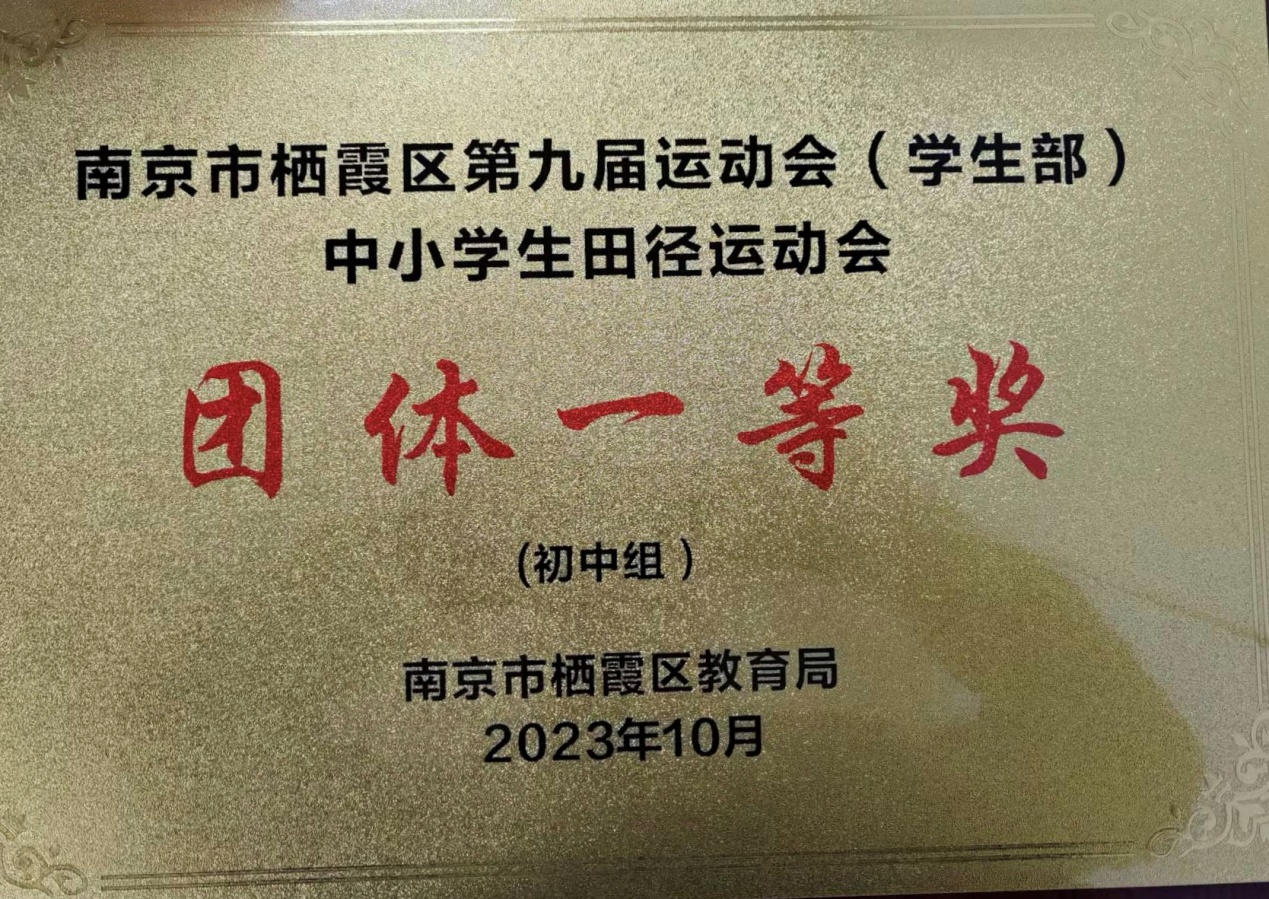 南京市栖霞区第九届运动会（学生部）
中小学生田径运动会
团体一等奖
(初中组）
南京市栖霞区教育局
2023年10月